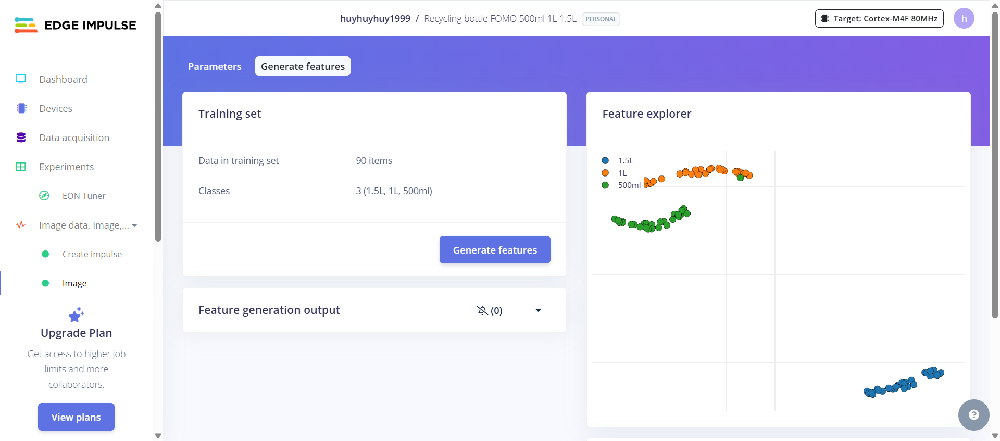 EDGE IMPULSE
huyhuyhuy1999 / Recycling bottle FOMO 500ml 1L 1.5L PERSONAL
Target: Cortex-M4F 80MHz
h
Dashboard
Devices
Data acquisition
Experiments
EON Tuner
Image data, Image,...
Create impulse
Image
Upgrade Plan
Get access to higher job
limits and more
collaborators.
View plans
Parameters
Generate features
Training set
Data in training set 90 items
Classes 3 (1.5L, 1L, 500ml)
Generate features
Feature generation output (0)
Feature explorer
1.5L
1L
500ml
?